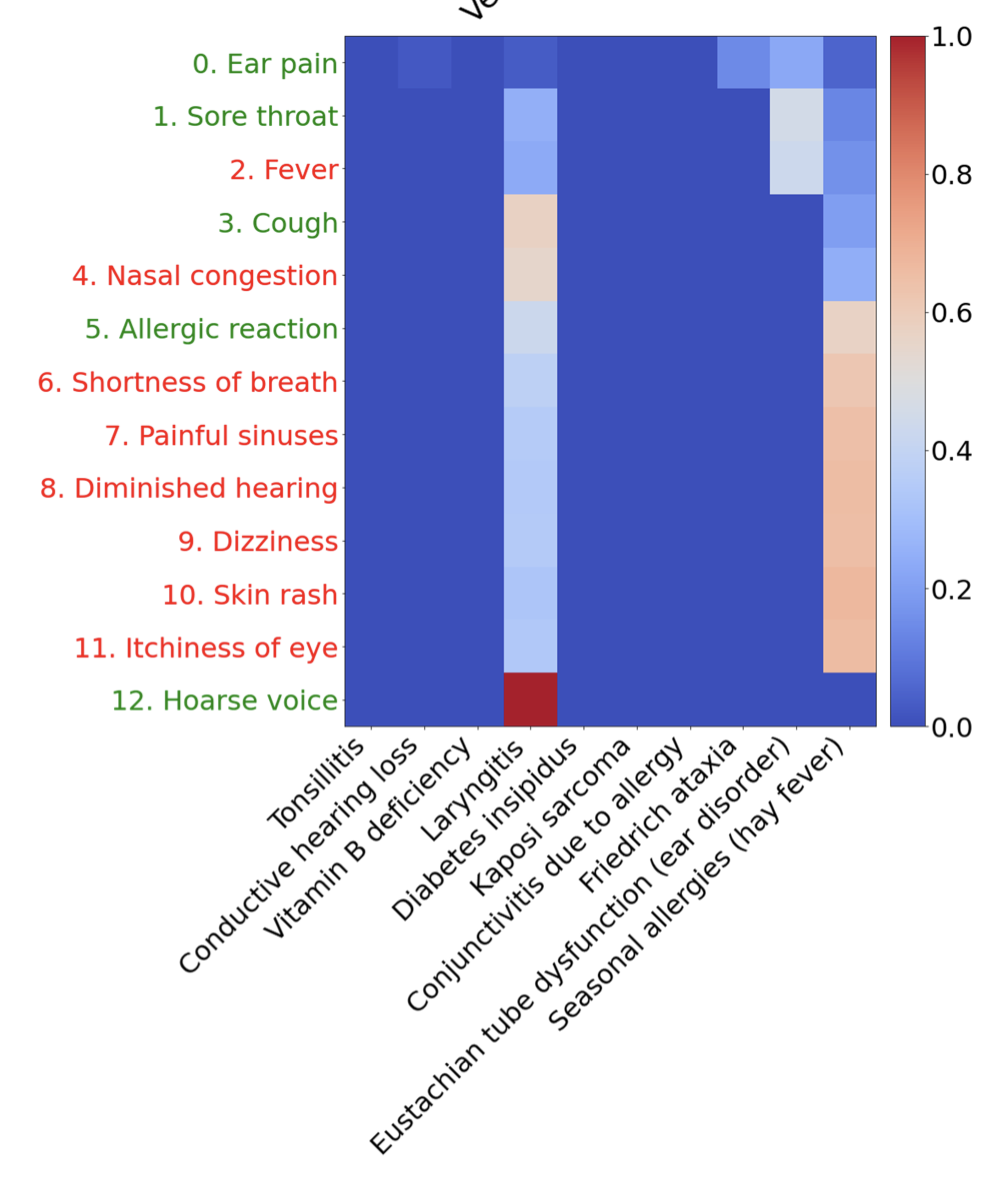 0. Ear pain
1. Sore throat
2. Fever
3. Cough
4. Nasal congestion
5. Allergic reaction
6. Shortness of breath
7. Painful sinuses
8. Diminished hearing
9. Dizziness
10. Skin rash
11. Itchiness of eye
12. Hoarse voice
1.0
0.8
0.6
0.4
0.2
0.0
Tonsillitis
Conductive hearing loss
Vitamin B deficiency
Laryngitis
Diabetes insipidus
Kaposi sarcoma
Conjunctivitis due to allergy
Friedrich ataxia
Eustachian tube dysfunction (ear disorder)
Seasonal allergies (hay fever)